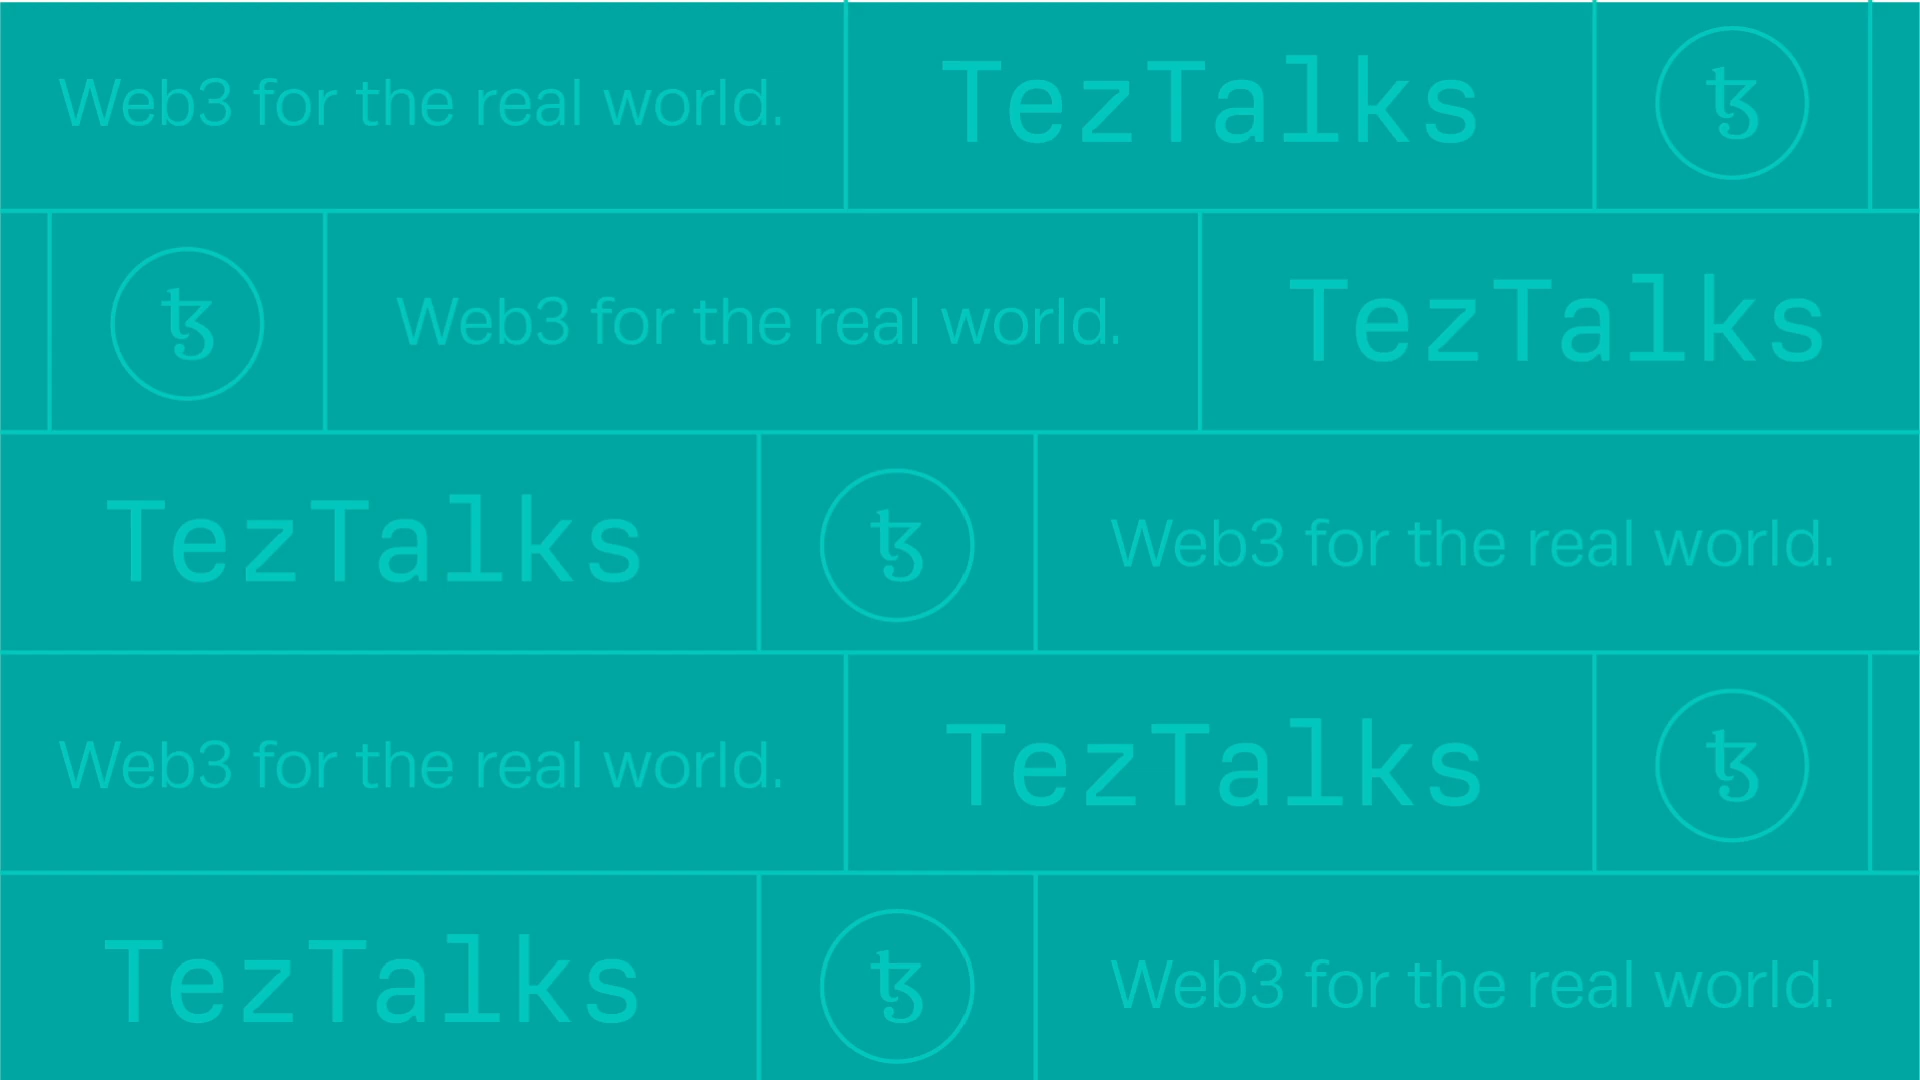 Web3 for the real world. TezTalks ꜩ
ꜩ Web3 for the real world. TezTalks
TezTalks ꜩ Web3 for the real world.
Web3 for the real world. TezTalks ꜩ
TezTalks ꜩ Web3 for the real world.